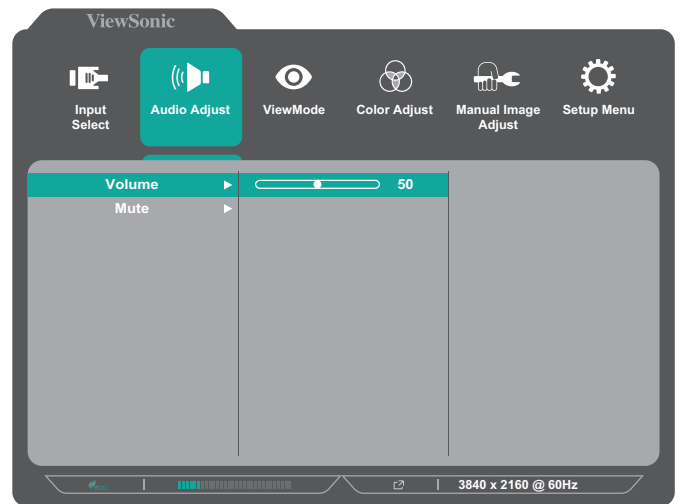 ViewSonic
Input
Select
Audio Adjust
ViewMode
Color Adjust
Manual Image
Adjust
Setup Menu
Volume
50
Mute
eco
3840 x 2160 @ 60Hz